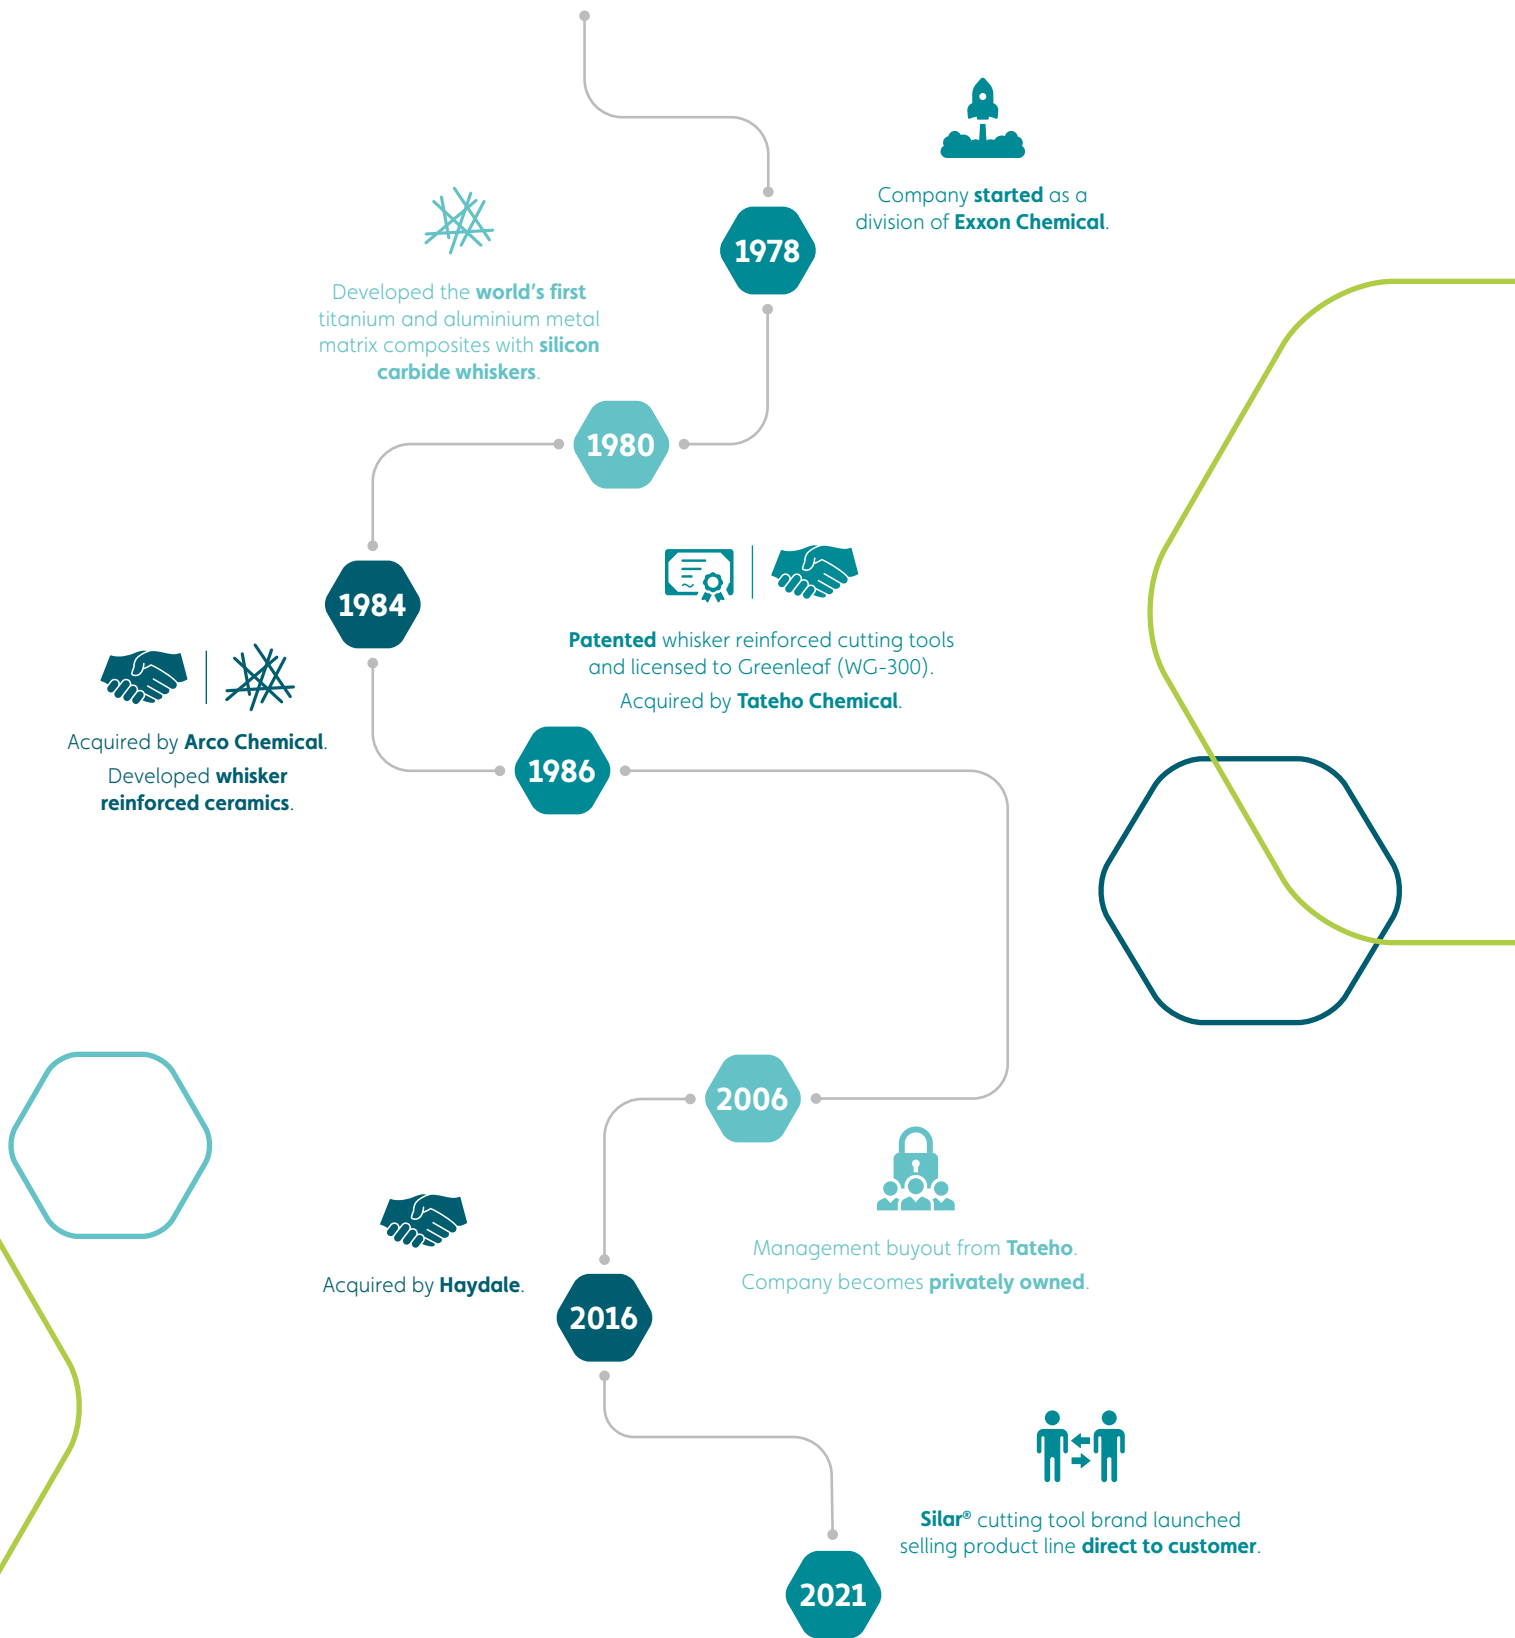 1978
Company started as a
division of Exxon Chemical.
Developed the world's first
titanium and aluminium metal
matrix composites with silicon
carbide whiskers.
1980
1984
Acquired by Arco Chemical.
Developed whisker
reinforced ceramics.
Patented whisker reinforced cutting tools
and licensed to Greenleaf (WG-300).
Acquired by Tateho Chemical.
1986
2006
Management buyout from Tateho.
Company becomes privately owned.
Acquired by Haydale.
2016
Silar® cutting tool brand launched
selling product line direct to customer.
2021